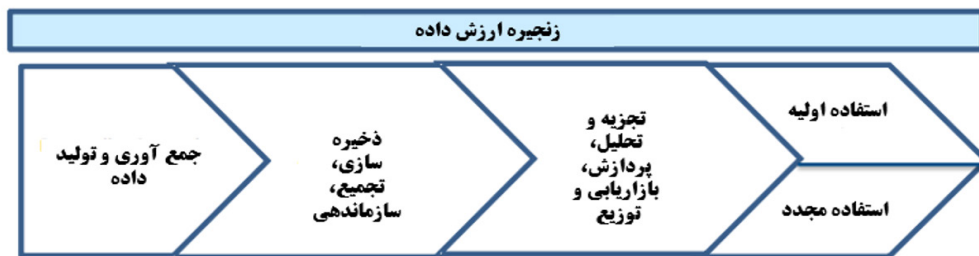 زنجیره ارزش داده
جمع آوری و تولید
داده
ذخیره
سازی،
تجمیع،
سازماندهی
تجزیه و
تحلیل،
پردازش،
بازاریابی و
توزیع
استفاده اولیه
استفاده مجدد